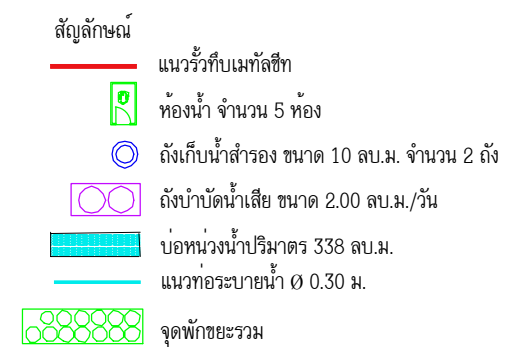 สัญลักษณ์
แนวรั้วทึบเมทัลชีท
ห้องน้ำ จำนวน 5 ห้อง
ถังเก็บน้ำสำรอง ขนาด 10 ลบ.ม. จำนวน 2 ถัง
ถังบำบัดน้ำเสีย ขนาด 2.00 ลบ.ม./วัน
บ่อหน่วงน้ำปริมาตร 338 ลบ.ม.
แนวท่อระบายน้ำ Ø 0.30 ม.
จุดพักขยะรวม